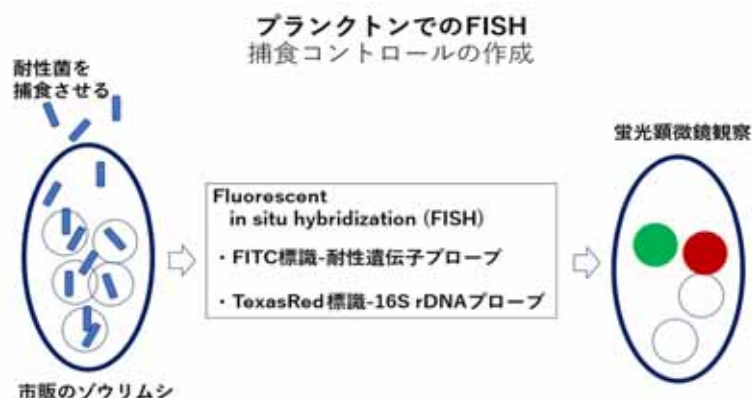 プランクトンでのFISH
捕食コントロールの作成
耐性菌を
捕食させる
Fluorescent
in situ hybridization (FISH)
・FITC標識-耐性遺伝子プローブ
・TexasRed標識-16S rDNAプローブ
市販のゾウリムシ
蛍光顕微鏡観察